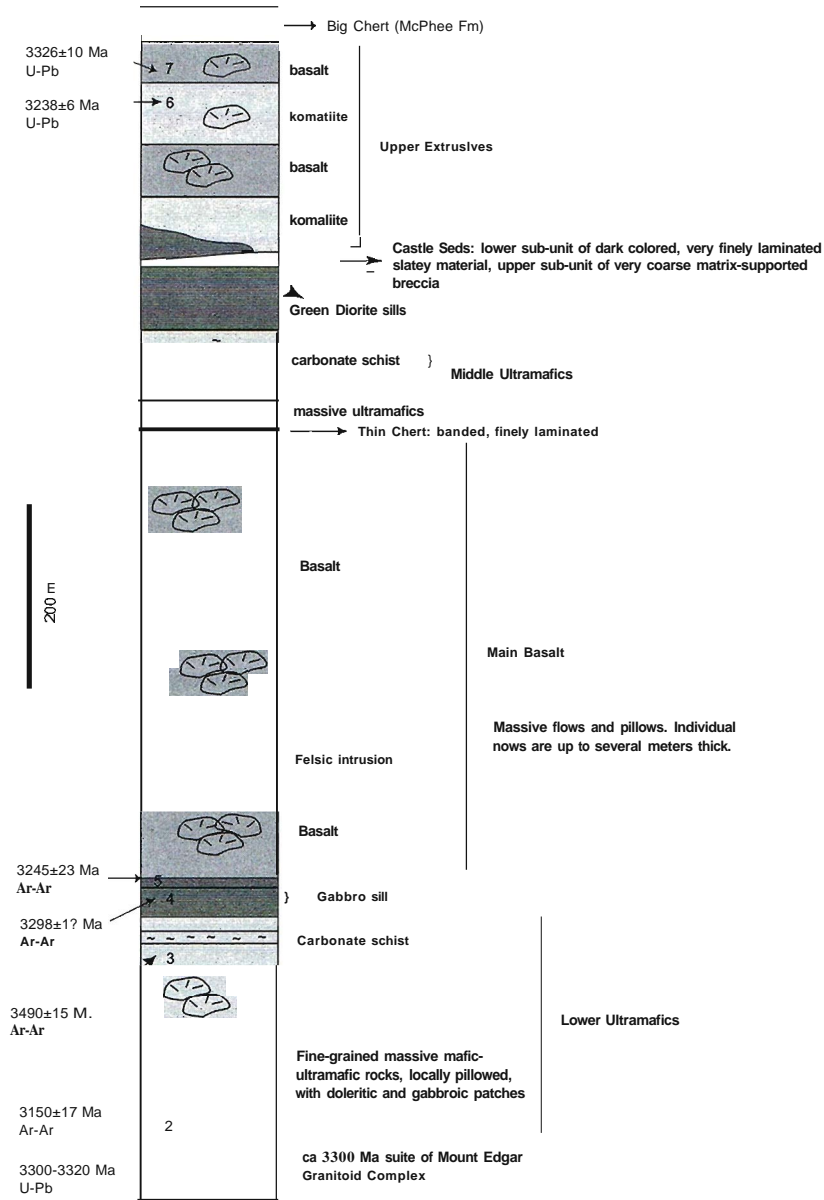 Big Chert (McPhee Fm)
3326±10 Ma
U-Pb
7
basalt
3238±6 Ma
U-Pb
6
komatiite
Upper Extruslves
basalt
komaliite
Castle Seds: lower sub-unit of dark colored, very finely laminated
slatey material, upper sub-unit of very coarse matrix-supported
breccia
Green Diorite sills
carbonate schist }
Middle Ultramafics
massive ultramafics
Thin Chert: banded, finely laminated
200 m
Basalt
Main Basalt
Massive flows and pillows. Individual
nows are up to several meters thick.
Felsic intrusion
Basalt
3245±23 Ma
Ar-Ar
5
4
} Gabbro sill
3298±1? Ma
Ar-Ar
Carbonate schist
3
3490±15 M.
Ar-Ar
Lower Ultramafics
Fine-grained massive mafic-
ultramafic rocks, locally pillowed,
with doleritic and gabbroic patches
3150±17 Ma
Ar-Ar
2
ca 3300 Ma suite of Mount Edgar
Granitoid Complex
3300-3320 Ma
U-Pb